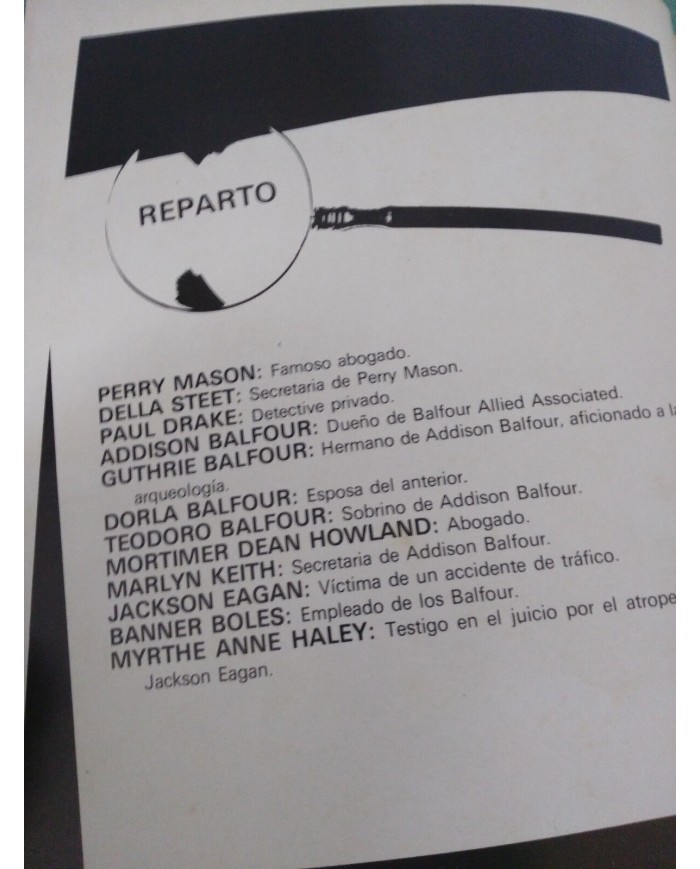 REPARTO
PERRY MASON: Famoso abogado.
DELLA STEET: Secretaria de Perry Mason.
PAUL DRAKE: Detective privado.
ADDISON BALFOUR: Dueño de Balfour Allied Associated.
GUTHRIE BALFOUR: Hermano de Addison Balfour, aficionado a la
arqueología.
DORLA BALFOUR: Esposa del anterior.
TEODORO BALFOUR: Sobrino de Addison Balfour.
MORTIMER DEAN HOWLAND: Abogado.
MARLYN KEITH: Secretaria de Addison Balfour.
JACKSON EAGAN: Víctima de un accidente de tráfico.
BANNER BOLES: Empleado de los Balfour.
MYRTHE ANNE HALEY: Testigo en el juicio por el atrope
Jackson Eagan.